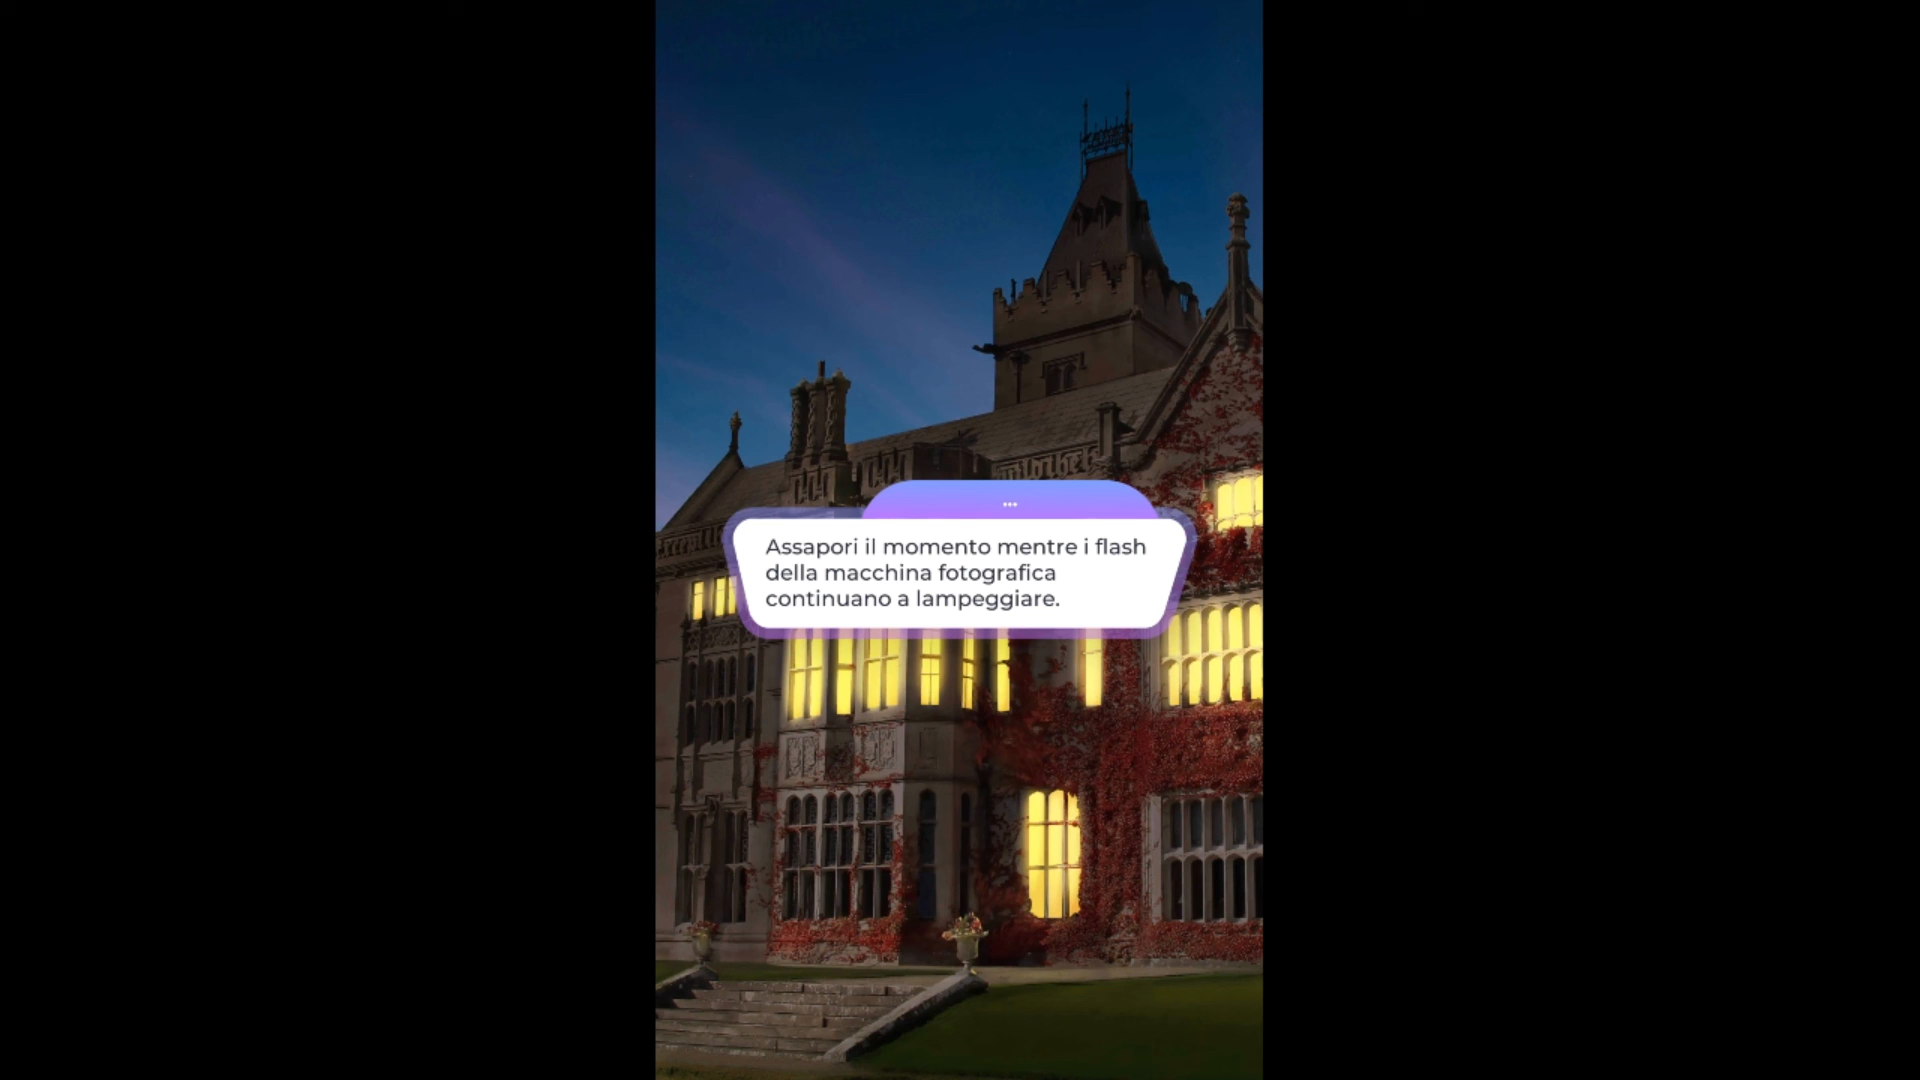 ...
Assapori il momento mentre i flash
della macchina fotografica
continuano a lampeggiare.